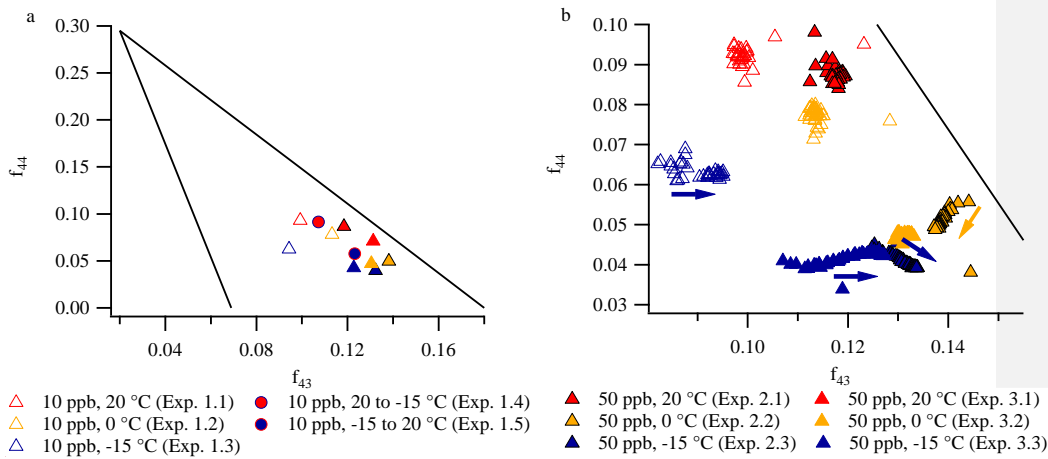 a
f44
0.30
0.25
0.20
0.15
0.10
0.05
0.00
0.04
0.08
0.12
0.16
f43
10 ppb, 20 °C (Exp. 1.1)
10 ppb, 0 °C (Exp. 1.2)
10 ppb, -15 °C (Exp. 1.3)
10 ppb, 20 to -15 °C (Exp. 1.4)
10 ppb, -15 to 20 °C (Exp. 1.5)
b
f44
0.10
0.09
0.08
0.07
0.06
0.05
0.04
0.03
0.10
0.12
0.14
f43
50 ppb, 20 °C (Exp. 2.1)
50 ppb, 0 °C (Exp. 2.2)
50 ppb, -15 °C (Exp. 2.3)
50 ppb, 20 °C (Exp. 3.1)
50 ppb, 0 °C (Exp. 3.2)
50 ppb, -15 °C (Exp. 3.3)